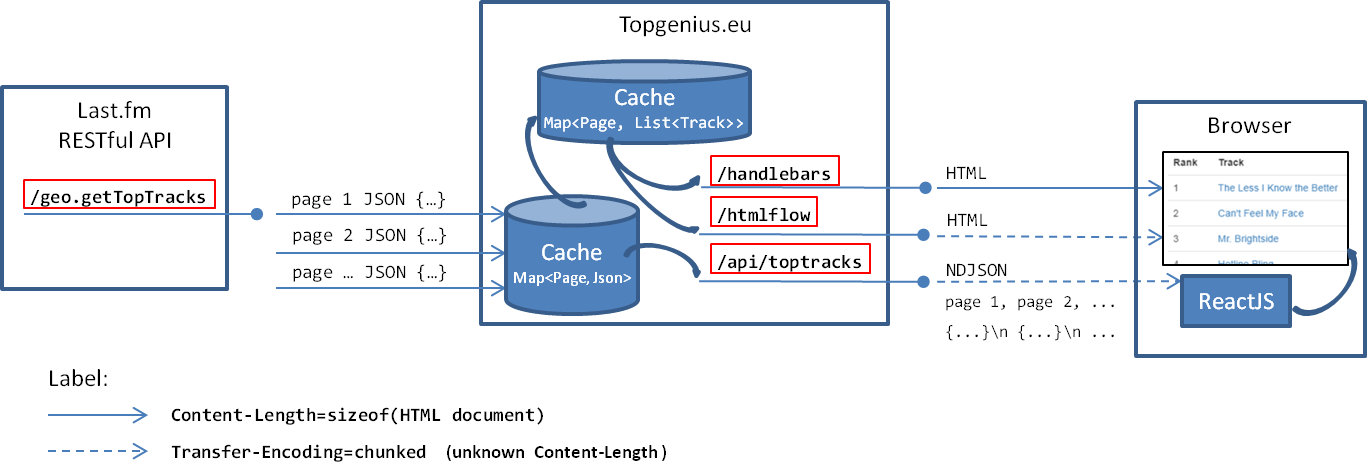 Topgenius.eu
Last.fm
RESTful API
/geo.getTopTracks
page 1 JSON {…}
page 2 JSON {…}
page … JSON {…}
Cache
Map<Page, List<Track>>
Cache
Map<Page,Json>
/handlebars
/htmlflow
/api/toptracks
HTML
HTML
NDJSON
page 1, page 2, ...
{...}\n {...}\n ...
Browser
Rank Track
1 The Less I Know the Better
2 Can't Feel My Face
3 Mr. Brightside
4 Hotline Bling
ReactJS
Label:
Content-Length=sizeof(HTML document)
Transfer-Encoding=chunked (unknown Content-Length)